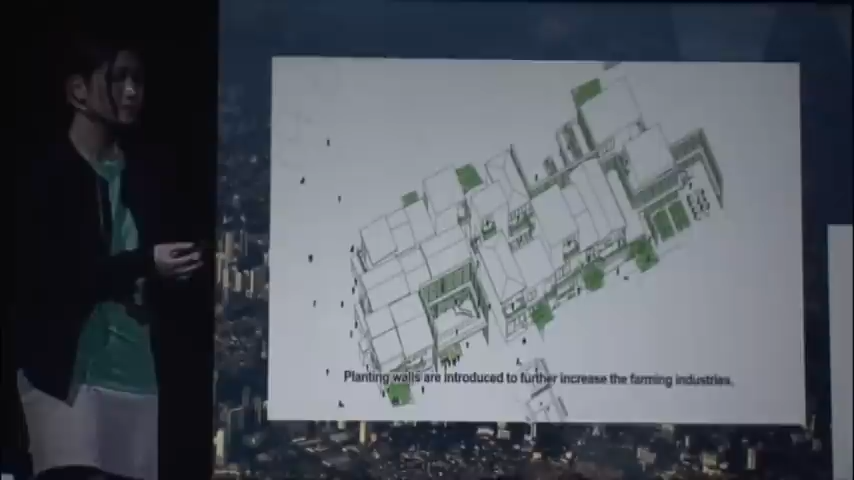 Planting walls are introduced to further increase the farming industries.